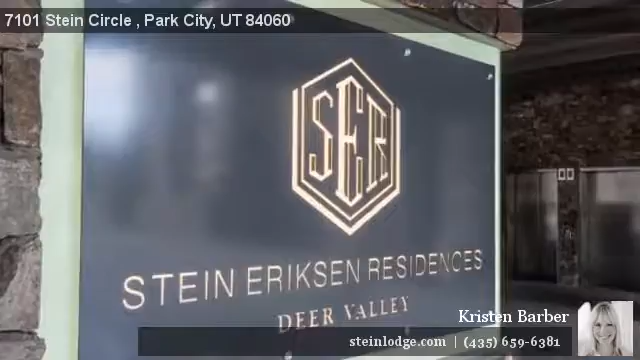 7101 Stein Circle , Park City, UT 84060
SER
STEIN ERIKSEN RESIDENCES
DEER VALLEY
Kristen Barber
steinlodge.com | (435) 659-6381